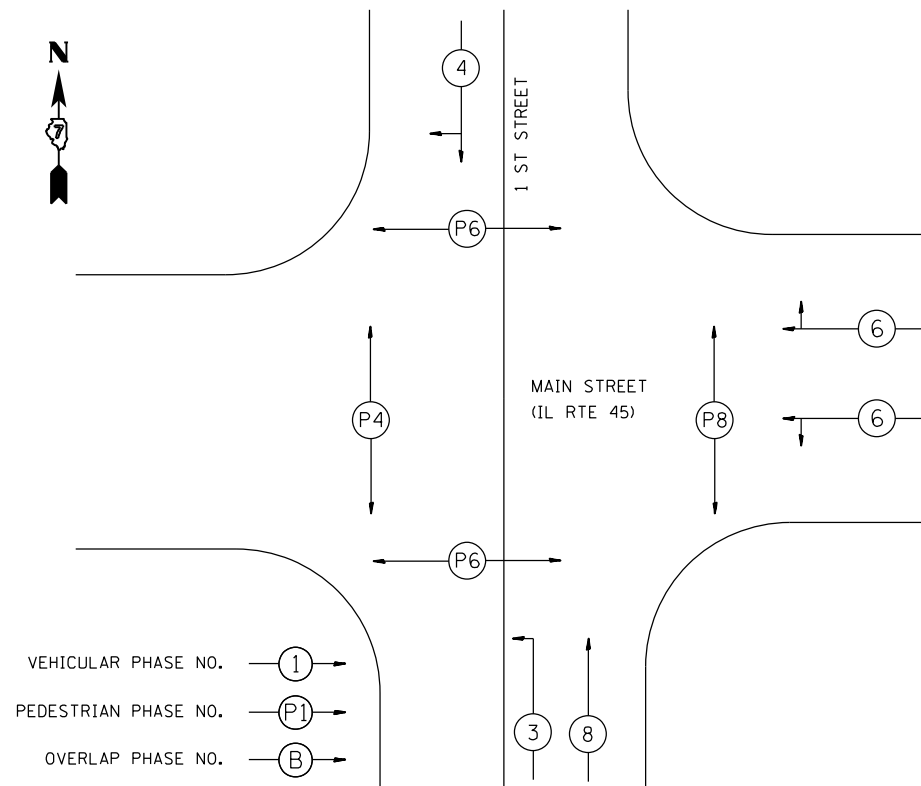 N
7
4
1 ST STREET
P6
6
MAIN STREET
(IL RTE 45)
P4
P8
6
P6
VEHICULAR PHASE NO.
1
PEDESTRIAN PHASE NO.
P1
OVERLAP PHASE NO.
B
3
8